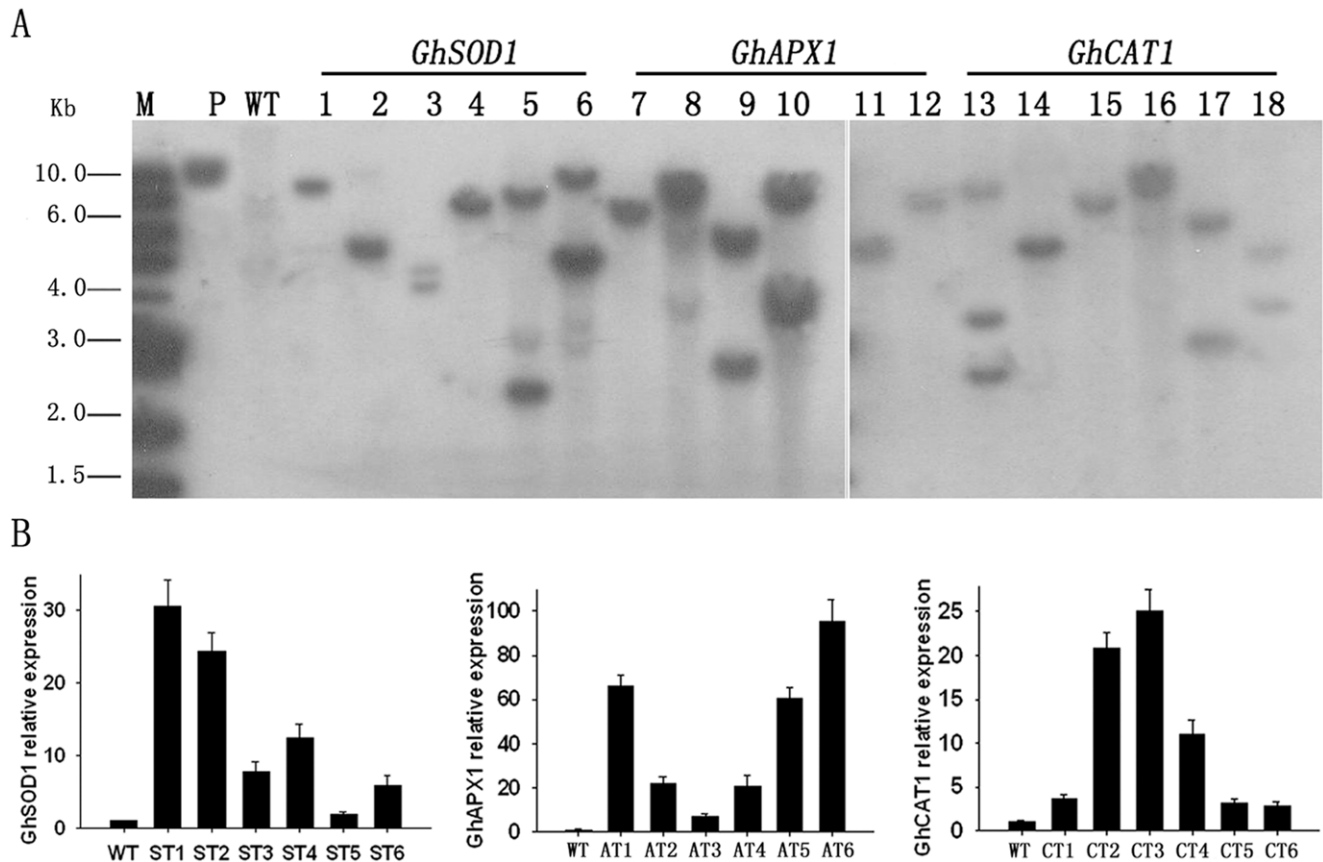 A
GhSOD1 GhAPX1 GhCAT1
Kb M P WT 1 2 3 4 5 6 7 8 9 10 11 12 13 14 15 16 17 18
10.0
6.0
4.0
3.0
2.0
1.5
B
GhSOD1 relative expression
30
20
10
0
WT ST1 ST2 ST3 ST4 ST5 ST6
GhAPX1 relative expression
100
80
60
40
20
0
WT AT1 AT2 AT3 AT4 AT5 AT6
GhCAT1 relative expression
25
20
15
10
5
0
WT CT1 CT2 CT3 CT4 CT5 CT6